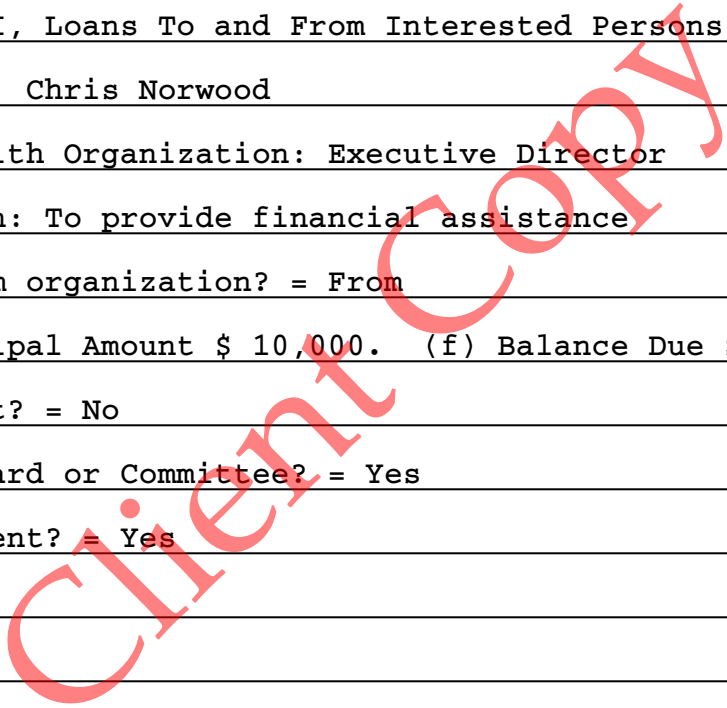 , Loans To and From Interested Persons
Chris Norwood
ith Organization: Executive Director
: To provide financial assistance
organization? = From
ipal Amount $ 10,000. (f) Balance Due
? = No
ard or Committee? = Yes
ent? = Yes
Client Copy